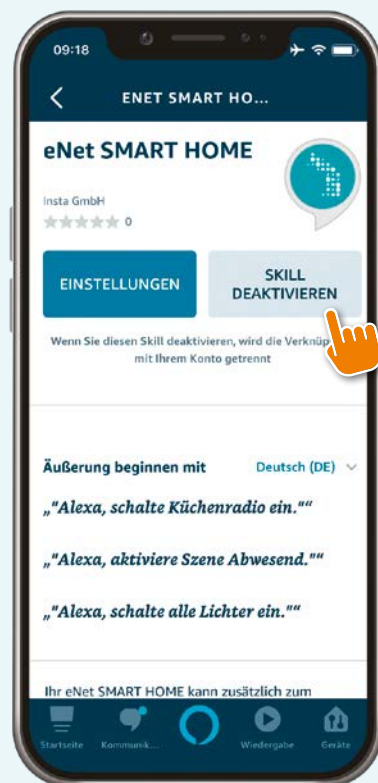 09:18
ENET SMART HO...
eNet SMART HOME
Insta GmbH
0
EINSTELLUNGEN
SKILL
DEAKTIVIEREN
Wenn Sie diesen Skill deaktivieren, wird die
mit Ihrem Konto getrennt
Äußerung beginnen mit
Deutsch (DE)
„"Alexa, schalte Küchenradio ein."“
„"Alexa, aktiviere Szene Abwesend."“
„"Alexa, schalte alle Lichter ein."“
Ihr eNet SMART HOME kann zusätzlich zum
Startseite
Kommunik...
Wiedergabe
Geräte